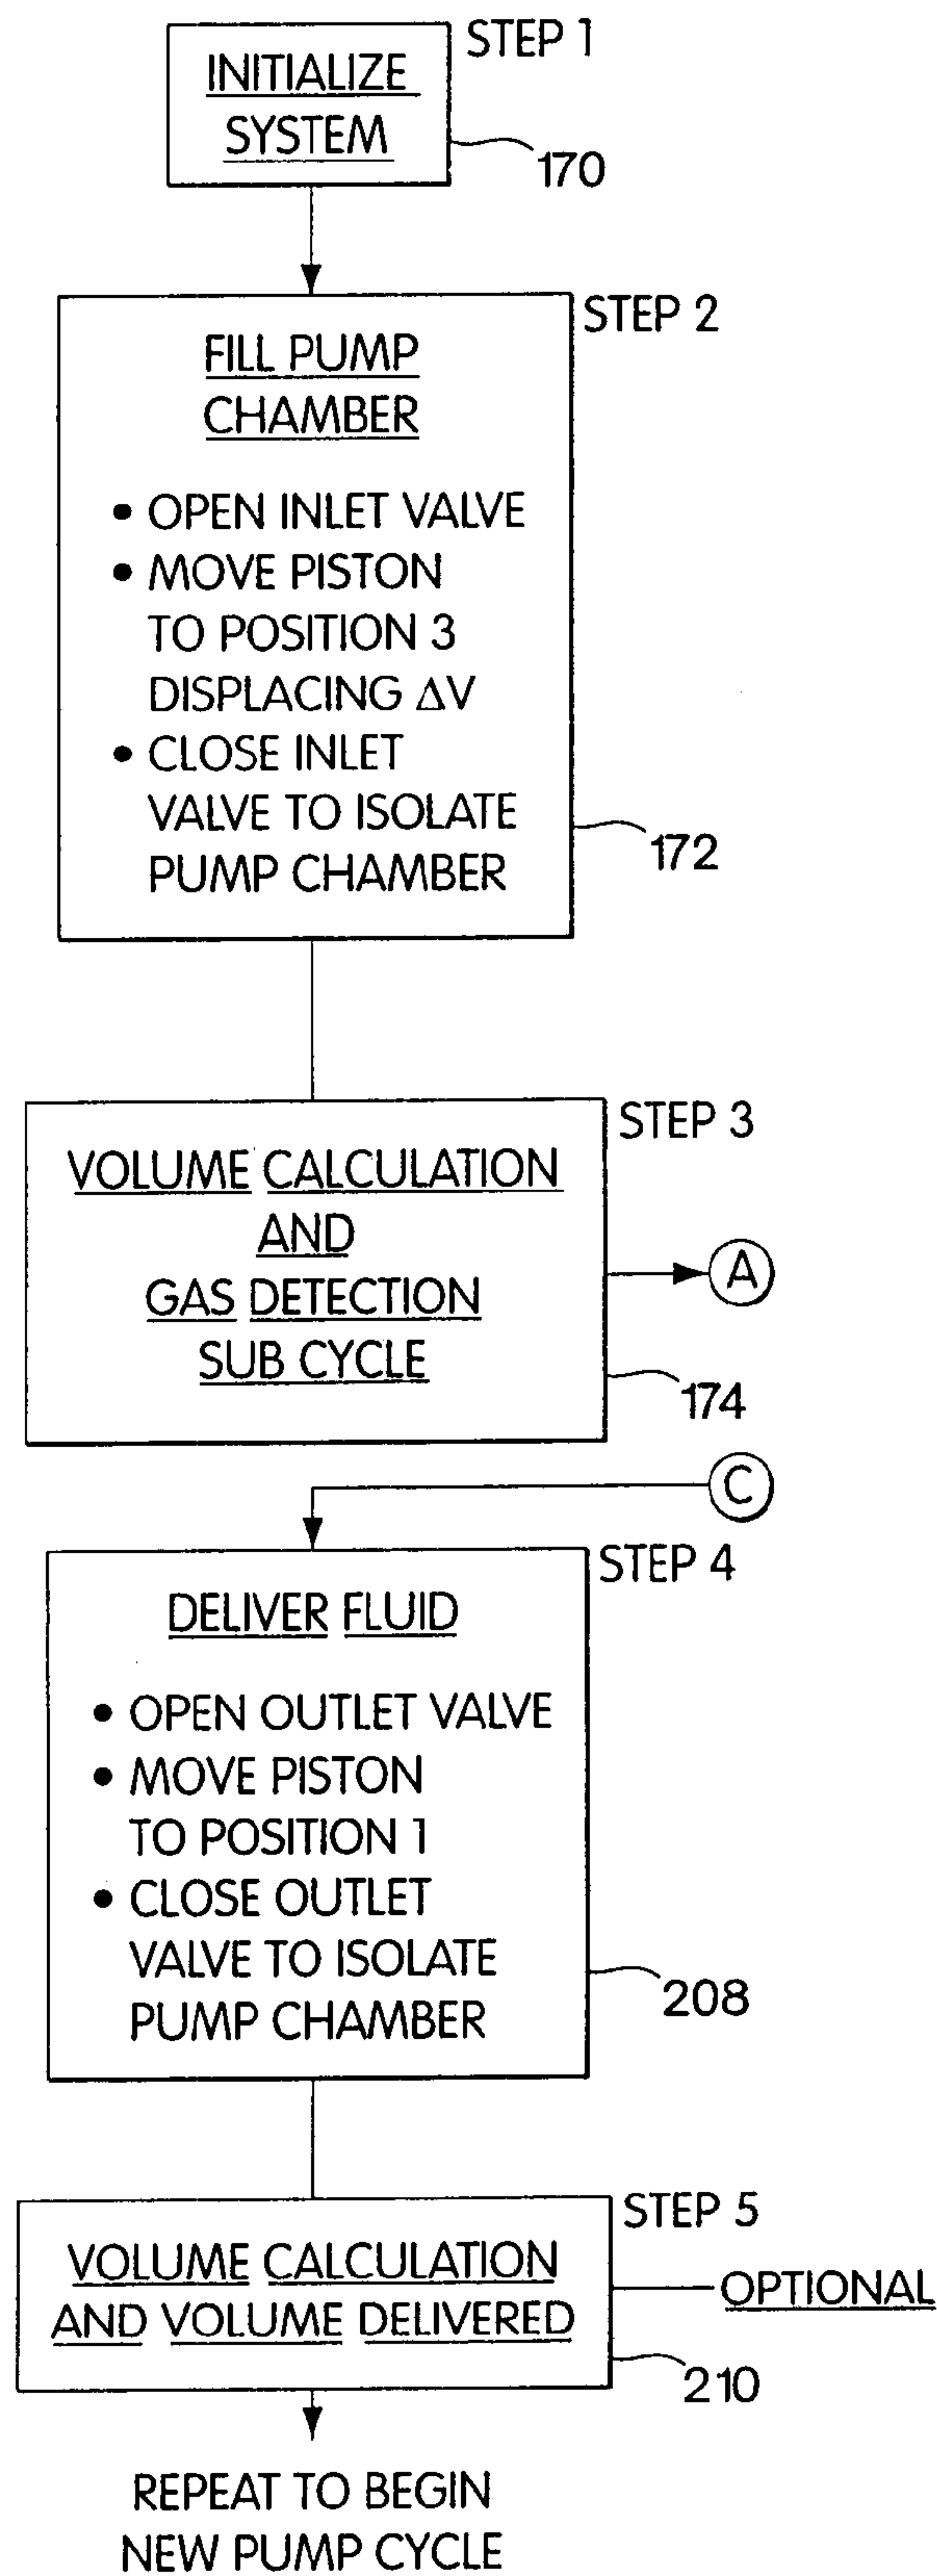 STEP 1
INITIALIZE
SYSTEM
170
STEP 2
FILL PUMP
CHAMBER
• OPEN INLET VALVE
• MOVE PISTON
TO POSITION 3
DISPLACING ΔV
• CLOSE INLET
VALVE TO ISOLATE
PUMP CHAMBER
172
STEP 3
VOLUME CALCULATION
AND
GAS DETECTION
SUB CYCLE
A
174
C
STEP 4
DELIVER FLUID
• OPEN OUTLET VALVE
• MOVE PISTON
TO POSITION 1
• CLOSE OUTLET
VALVE TO ISOLATE
PUMP CHAMBER
208
STEP 5
VOLUME CALCULATION
AND VOLUME DELIVERED
OPTIONAL
210
REPEAT TO BEGIN
NEW PUMP CYCLE